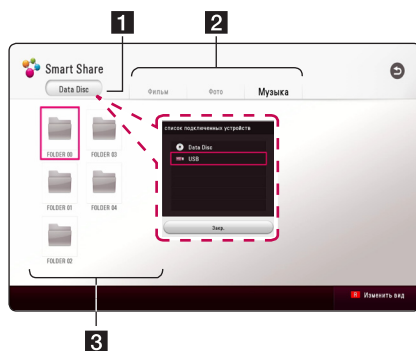 1
2
Smart Share
Data Disc
Фильм
Фото
Музыка
список подключенных устройств
Data Disc
USB
Закр.
FOLDER 00
FOLDER 03
FOLDER 01
FOLDER 04
FOLDER 02
R Изменить вид
3